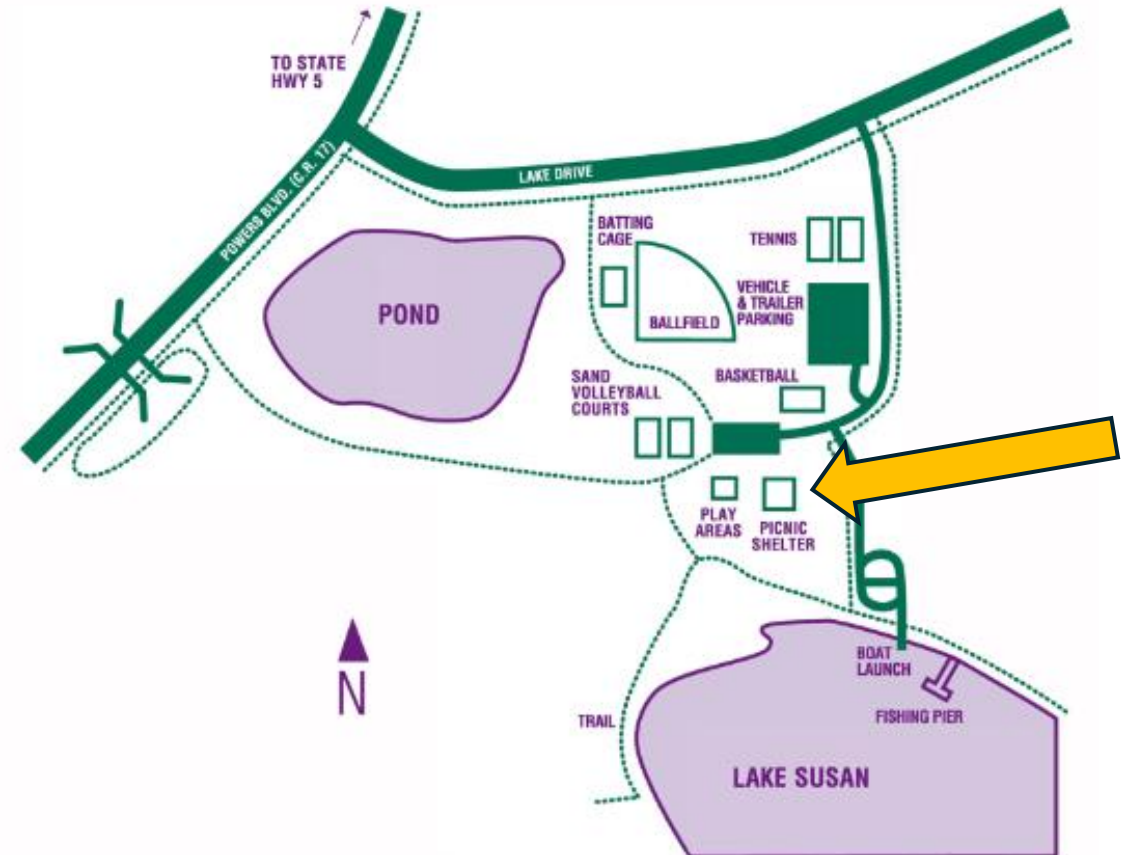 TO STATE
HWY 5
POWERS BLVD. (C.R. 17)
LAKE DRIVE
BATTING
CAGE
TENNIS
POND
VEHICLE
& TRAILER
PARKING
BALLFIELD
SAND
VOLLEYBALL
COURTS
BASKETBALL
PLAY
AREAS
PICNIC
SHELTER
N
BOAT
LAUNCH
FISHING PIER
TRAIL
LAKE SUSAN